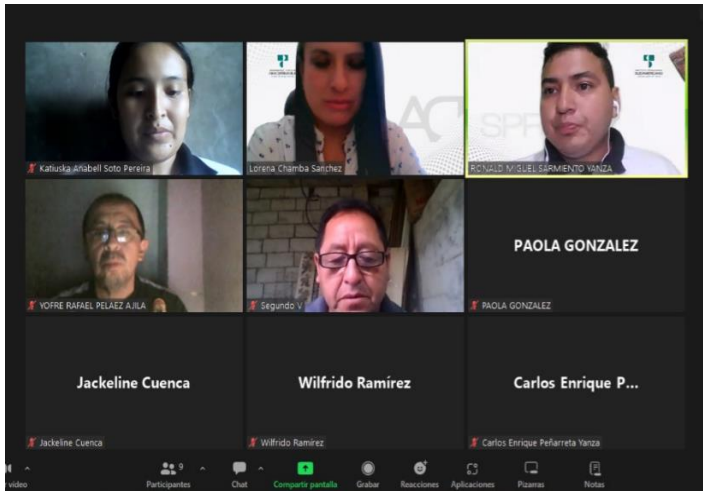 Katiuska Anabell Soto Pereira
Lorena Chamba Sanchez
RONALD MIGUEL SARMIENTO YANZA
YOFRE RAFAEL PELAEZ AJILA
Segundo V
PAOLA GONZALEZ
PAOLA GONZALEZ
Jackeline Cuenca
Wilfrido Ramírez
Carlos Enrique P...
Jackeline Cuenca
Wilfrido Ramirez
Carlos Enrique Peñarreta Yanza
9
video
Participantes
Chat
Compartir pantalla
Grabar
Reacciones
Aplicaciones
Pizarras
Notas